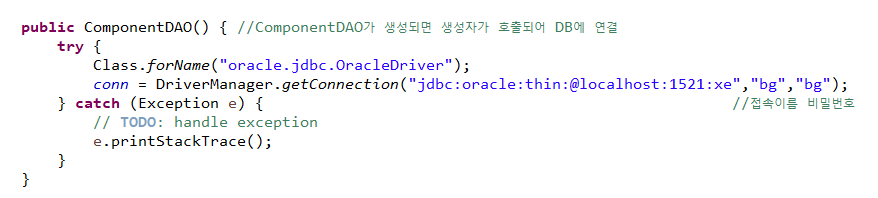 public ComponentDAO() { //ComponentDAO가 생성되면 생성자가 호출되어 DB에 연결
try {
Class.forName("oracle.jdbc.OracleDriver");
conn = DriverManager.getConnection("jdbc:oracle:thin:@localhost:1521:xe","bg","bg");
} catch (Exception e) { //접속이름 비밀번호
// TODO: handle exception
e.printStackTrace();
}
}